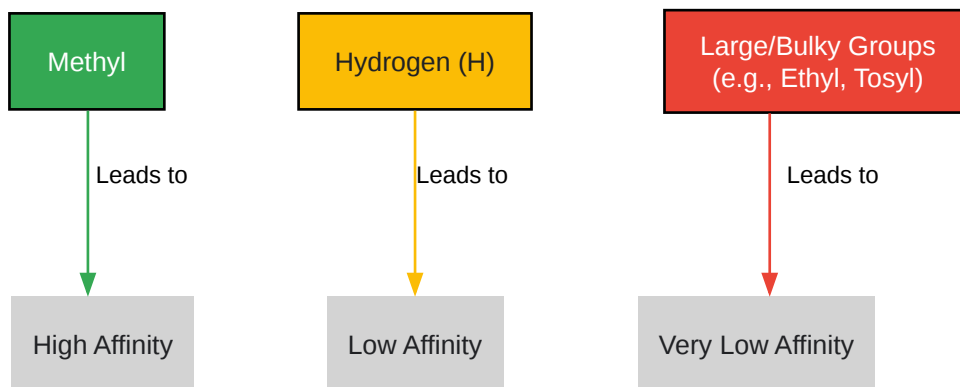 Methyl
Hydrogen (H)
Large/Bulky Groups
(e.g., Ethyl, Tosyl)
Leads to
Leads to
Leads to
High Affinity
Low Affinity
Very Low Affinity